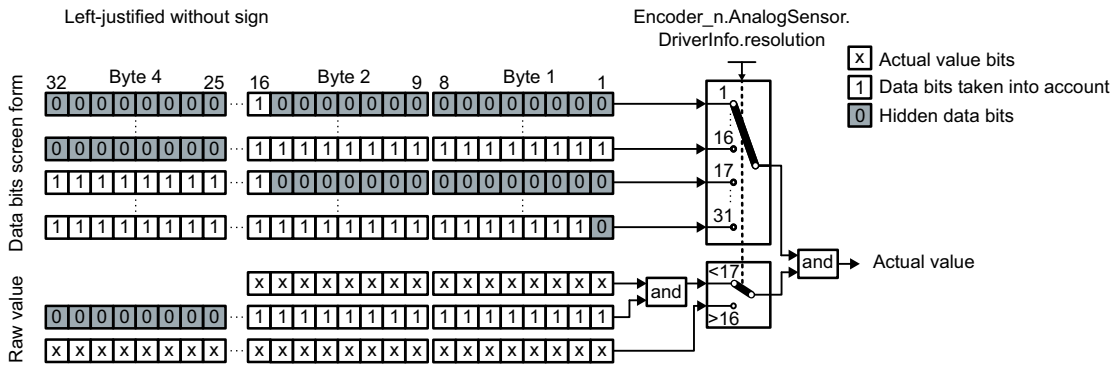 Left-justified without sign
Encoder_n.AnalogSensor.
DriverInfo.resolution
x Actual value bits
1 Data bits taken into account
0 Hidden data bits
32 Byte 4 25 16 Byte 2 9 8 Byte 1 1
Data bits screen form
0 0 0 0 0 0 0 0 ... 1 0 0 0 0 0 0 0 0 0 0 0 0 0 0 0 1
0 0 0 0 0 0 0 0 ... 1 1 1 1 1 1 1 1 1 1 1 1 1 1 1 1 16
1 1 1 1 1 1 1 1 ... 1 0 0 0 0 0 0 0 0 0 0 0 0 0 0 0 17
1 1 1 1 1 1 1 1 ... 1 1 1 1 1 1 1 1 1 1 1 1 1 1 1 0 31
and Actual value
Raw value
x x x x x x x x x x x x x x x x <17
and
0 0 0 0 0 0 0 0 ... 1 1 1 1 1 1 1 1 1 1 1 1 1 1 1 1 >16
x x x x x x x x ... x x x x x x x x x x x x x x x x